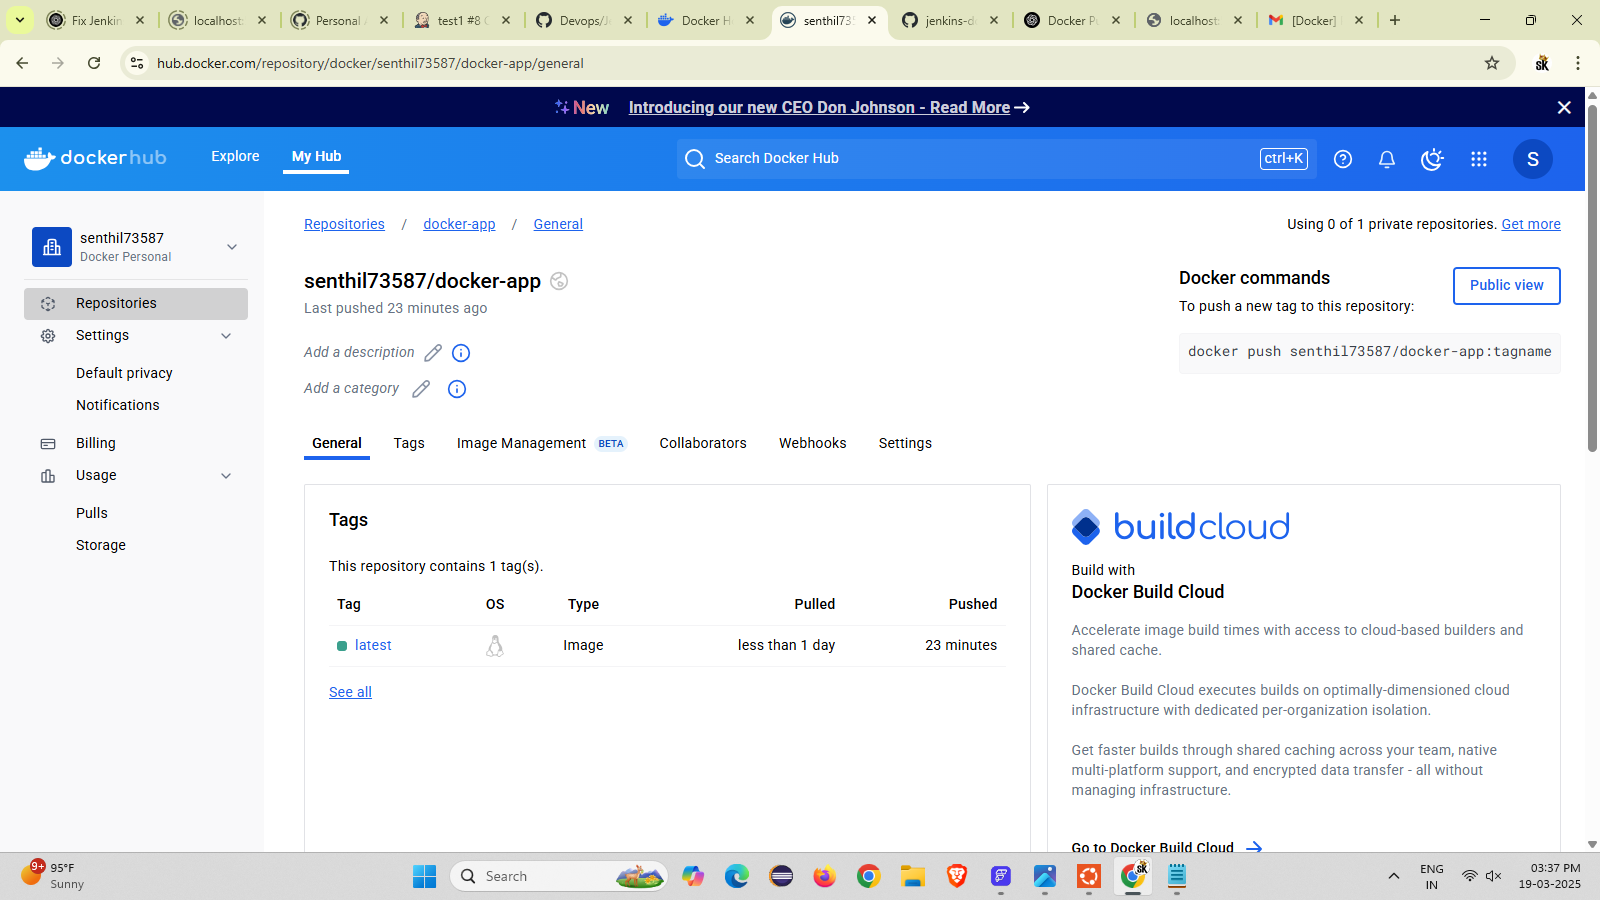 Fix Jenkin
localhost:
Personal A
test1 #8 C
Devops/Je
Docker Hu
senthil735
jenkins-de
Docker Pu
localhost:
[Docker]
hub.docker.com/repository/docker/senthil73587/docker-app/general
SK
New Introducing our new CEO Don Johnson - Read More →
dockerhub Explore My Hub Search Docker Hub ctrl+K S
senthil73587
Docker Personal
Repositories
Settings
Default privacy
Notifications
Billing
Usage
Pulls
Storage
Repositories / docker-app / General
Using 0 of 1 private repositories. Get more
senthil73587/docker-app
Last pushed 23 minutes ago
Add a description
Add a category
Docker commands
Public view
To push a new tag to this repository:
docker push senthil73587/docker-app:tagname
General Tags Image Management BETA Collaborators Webhooks Settings
Tags
This repository contains 1 tag(s).
Tag OS Type Pulled Pushed
latest Image less than 1 day 23 minutes
See all
buildcloud
Build with
Docker Build Cloud
Accelerate image build times with access to cloud-based builders and
shared cache.
Docker Build Cloud executes builds on optimally-dimensioned cloud
infrastructure with dedicated per-organization isolation.
Get faster builds through shared caching across your team, native
multi-platform support, and encrypted data transfer - all without
managing infrastructure.
Go to Docker Build Cloud →
9+
95°F
Sunny
Search
SK
ENG
IN
03:37 PM
19-03-2025